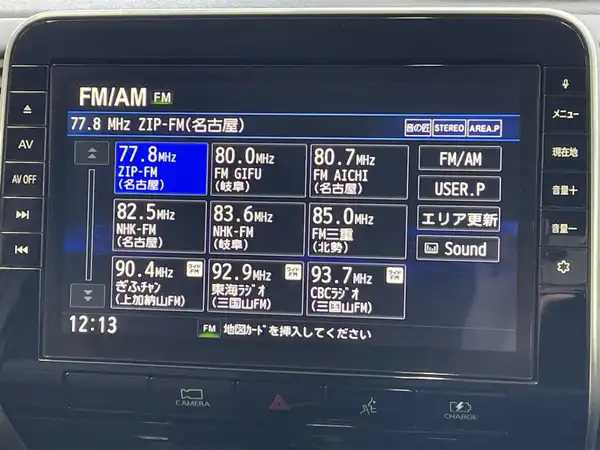 FM/AM FM
77.8 MHz ZIP-FM(名古屋) 音の匠 STEREO AREA.P
77.8MHz
ZIP-FM
(名古屋)
80.0MHz
FM GIFU
(岐阜)
80.7MHz
FM AICHI
(名古屋)
82.5MHz
NHK-FM
(名古屋)
83.6MHz
NHK-FM
(岐阜)
85.0MHz
FM三重
(北勢)
90.4MHz ワイドFM
ぎふチャン
(上加納山FM)
92.9MHz ワイドFM
東海ラジオ
(三国山FM)
93.7MHz ワイドFM
CBCラジオ
(三国山FM)
FM/AM
USER.P
エリア更新
Sound
12:13
FM 地図カードを挿入してください
AV
AV OFF
メニュー
現在地
音量＋
音量－
CAMERA
CHARGE